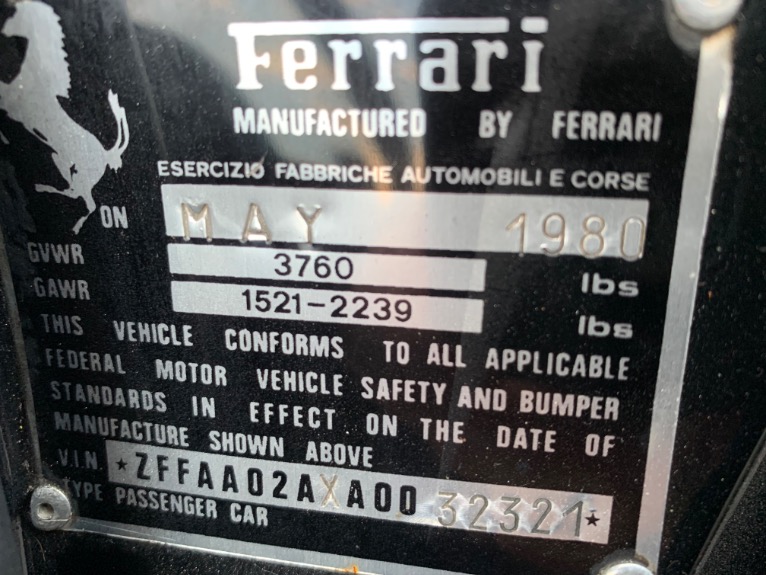 Ferrari
MANUFACTURED BY FERRARI
ESERCIZIO FABBRICHE AUTOMOBILI E CORSE
ON MAY 1980
GVWR 3760 lbs
GAWR 1521-2239 lbs
THIS VEHICLE CONFORMS TO ALL APPLICABLE
FEDERAL MOTOR VEHICLE SAFETY AND BUMPER
STANDARDS IN EFFECT ON THE DATE OF
MANUFACTURE SHOWN ABOVE
V.I.N. *ZFFAA02AXA0032321*
TYPE PASSENGER CAR